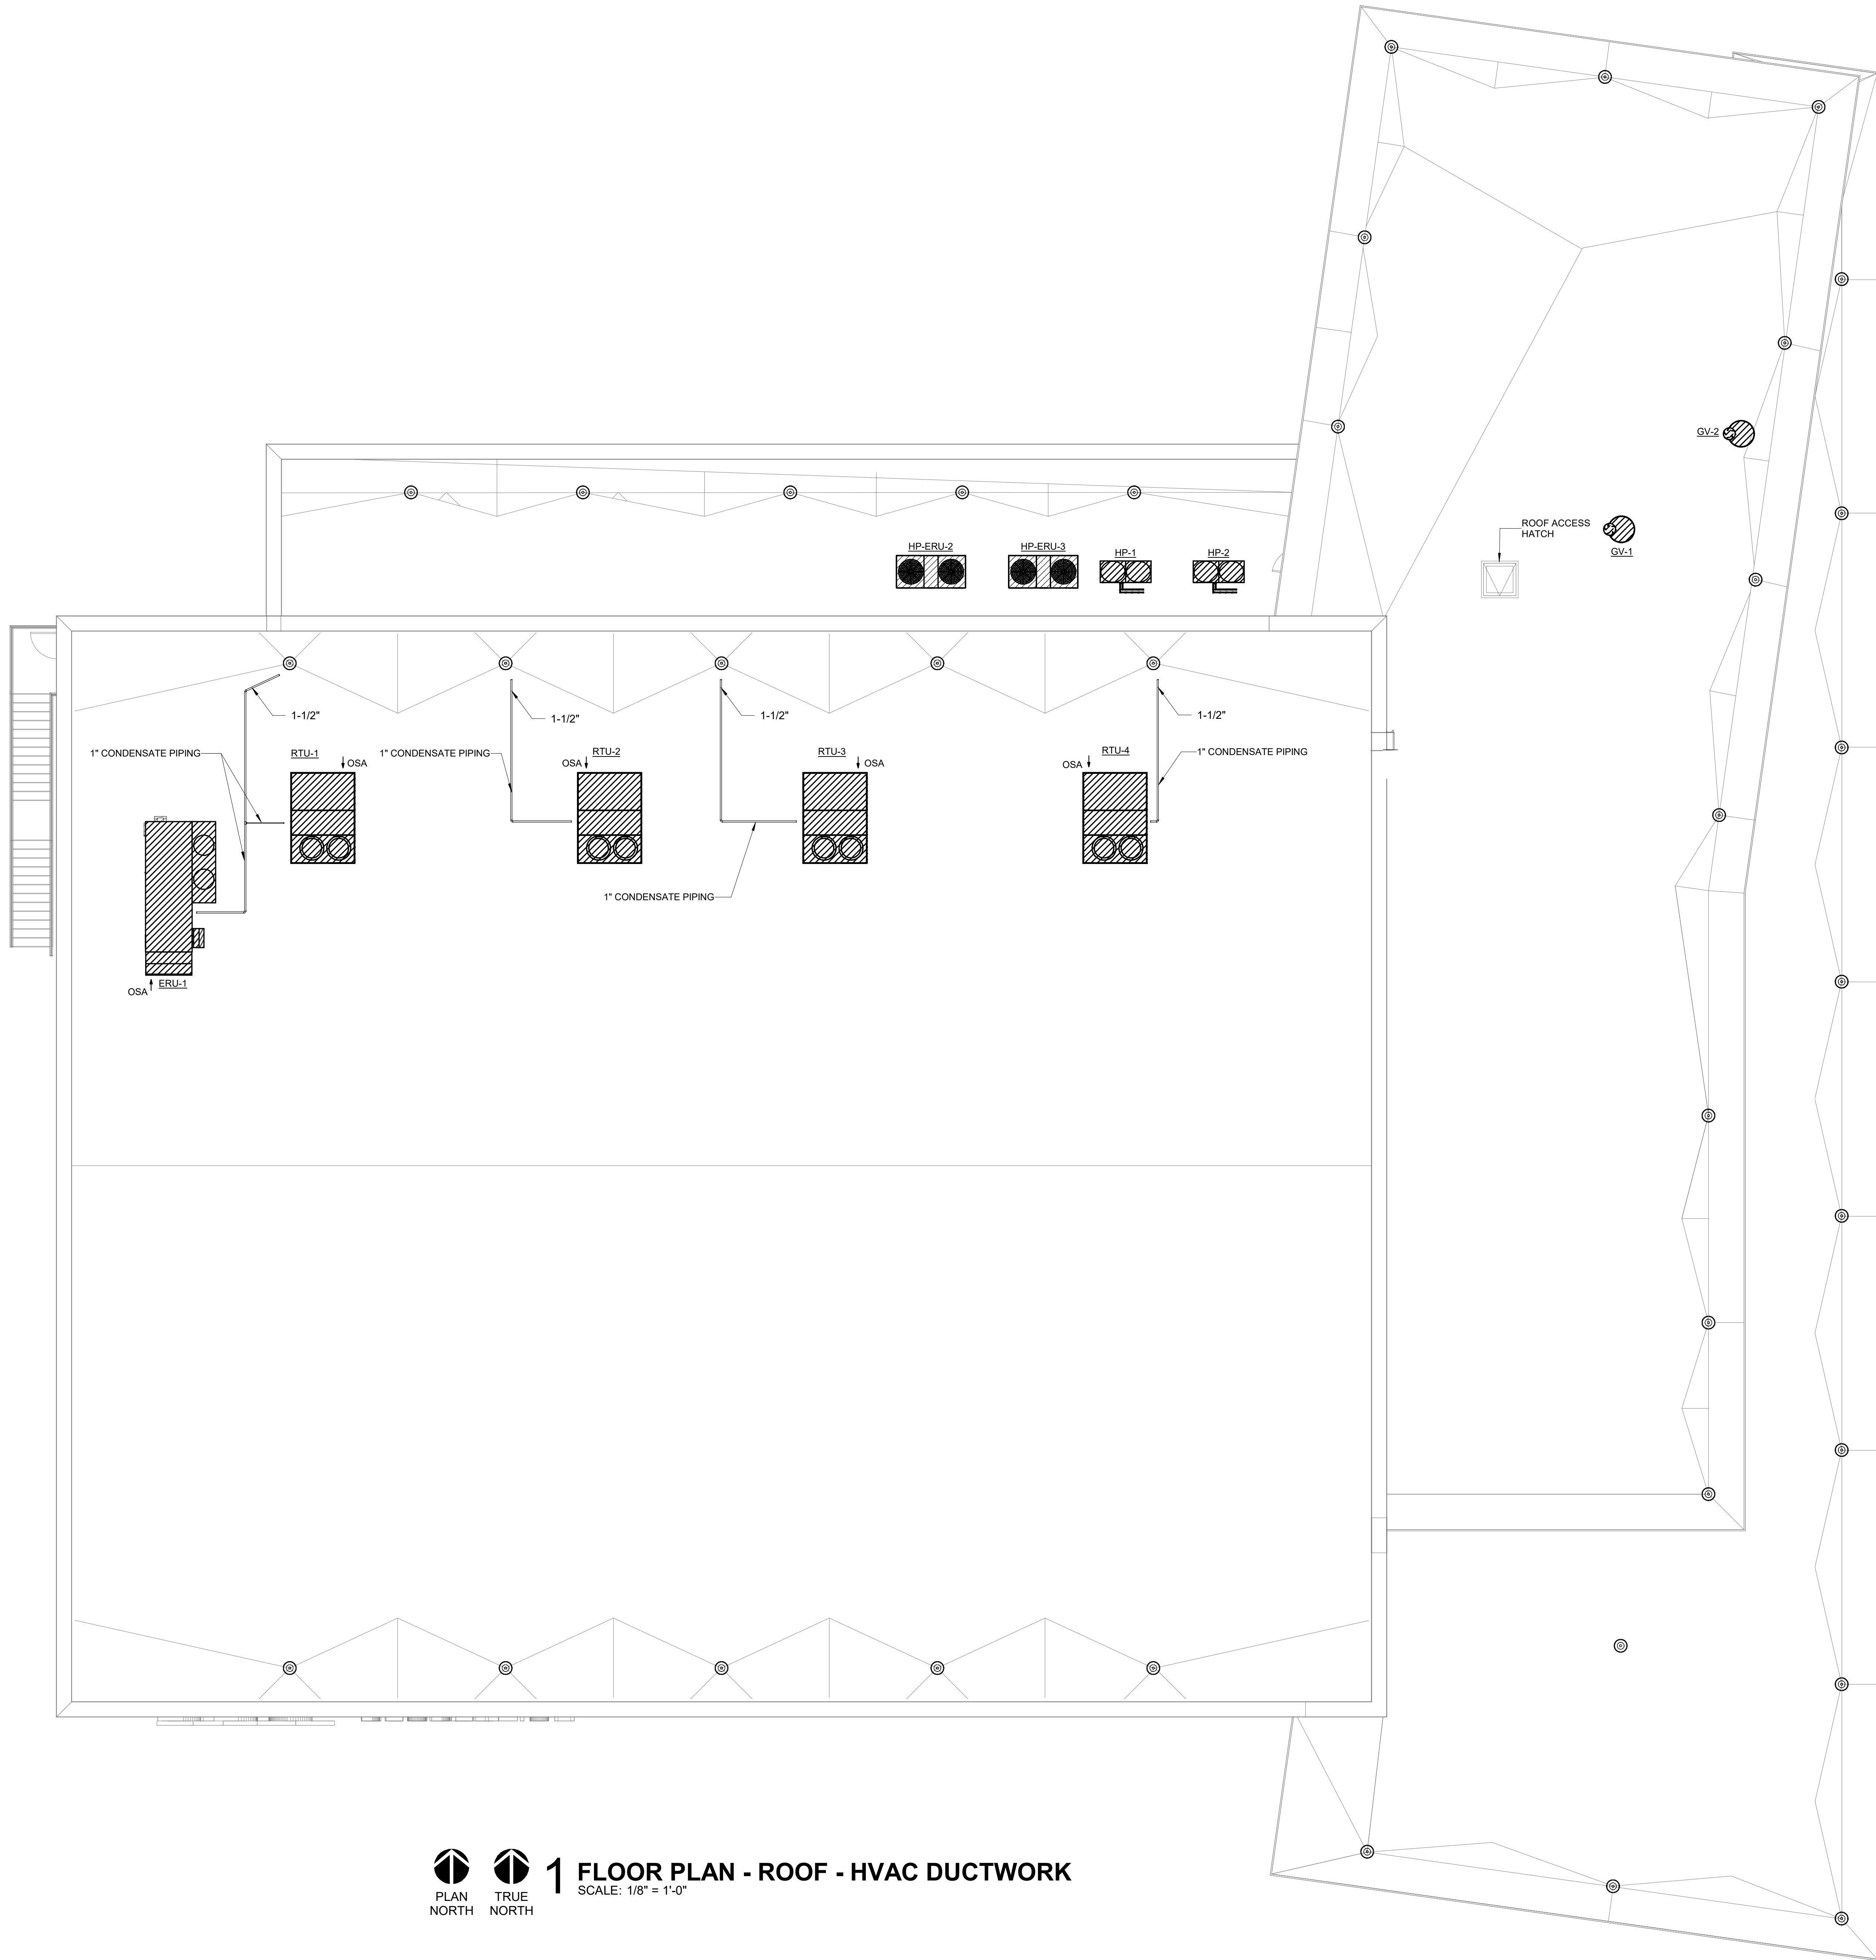 GV-2
ROOF ACCESS
HATCH
GV-1
HP-ERU-2
HP-ERU-3
HP-1
HP-2
1-1/2"
1-1/2"
1-1/2"
1-1/2"
1" CONDENSATE PIPING
RTU-1
OSA
1" CONDENSATE PIPING
RTU-2
OSA
RTU-3
OSA
RTU-4
OSA
1" CONDENSATE PIPING
1" CONDENSATE PIPING
ERU-1
OSA
PLAN
NORTH
TRUE
NORTH
1
FLOOR PLAN - ROOF - HVAC DUCTWORK
SCALE: 1/8" = 1'-0"